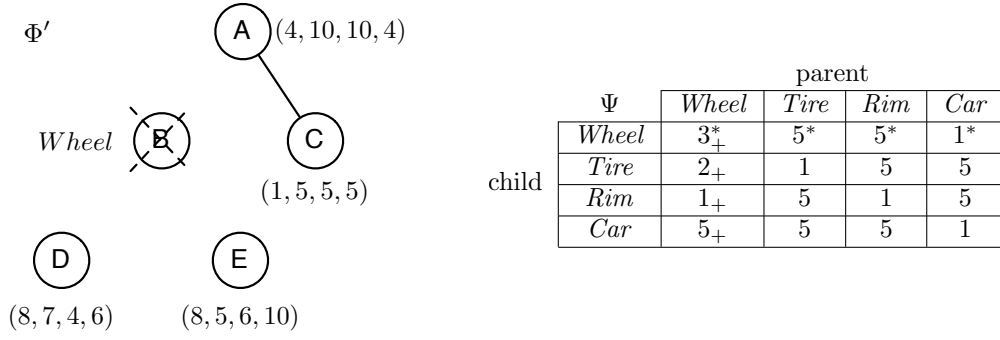 Φ′
A (4, 10, 10, 4)
Wheel B C
(1, 5, 5, 5)
D E
(8, 7, 4, 6) (8, 5, 6, 10)
parent
Ψ Wheel Tire Rim Car
Wheel 3*₊ 5* 5* 1*
Tire 2₊ 1 5 5
child
Rim 1₊ 5 1 5
Car 5₊ 5 5 1